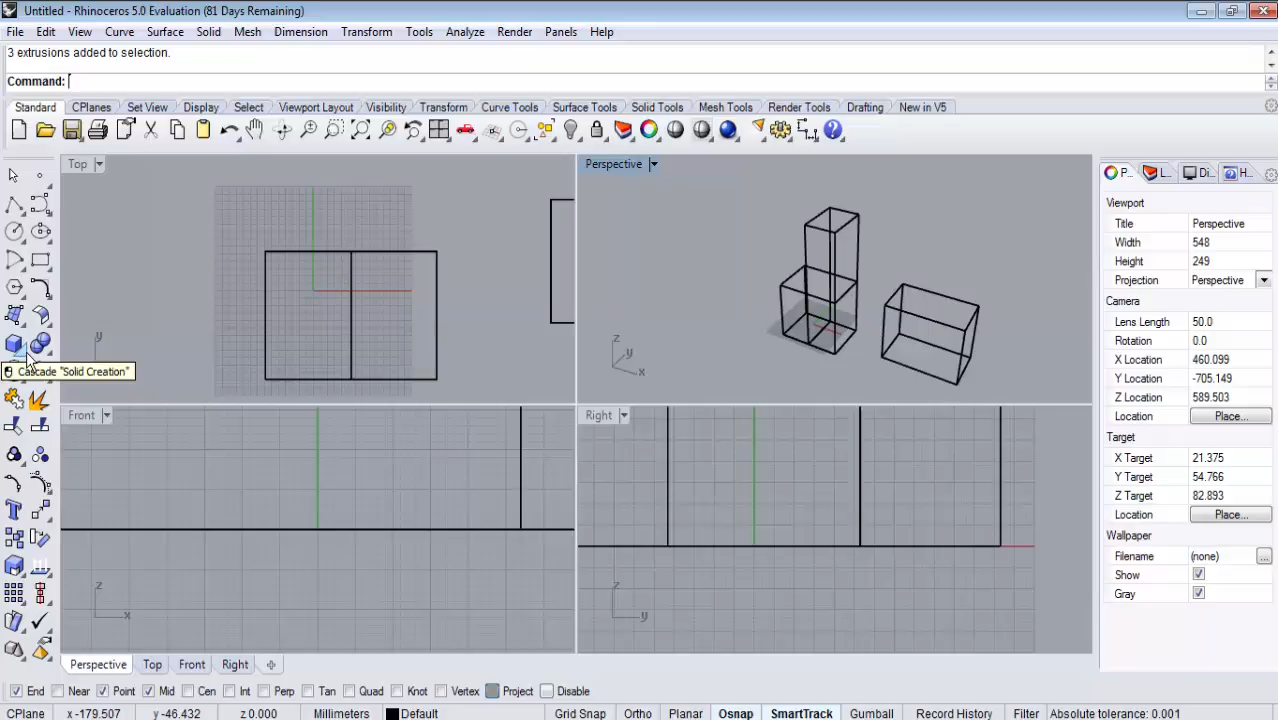 Untitled - Rhinoceros 5.0 Evaluation (81 Days Remaining)
File Edit View Curve Surface Solid Mesh Dimension Transform Tools Analyze Render Panels Help
3 extrusions added to selection.
Command:
Standard CPlanes Set View Display Select Viewport Layout Visibility Transform Curve Tools Surface Tools Solid Tools Mesh Tools Render Tools Drafting New in V5
Top
Perspective
P... L... Di... H...
Viewport
Title Perspective
Width 548
Height 249
Projection Perspective
Camera
Lens Length 50.0
Rotation 0.0
X Location 460.099
Y Location -705.149
Z Location 589.503
Location Place...
Target
X Target 21.375
Y Target 54.766
Z Target 82.893
Location Place...
Wallpaper
Filename (none) ...
Show
Gray
y
z
y
x
Cascade "Solid Creation"
Front
Right
z
x
z
y
Perspective Top Front Right
End Near Point Mid Cen Int Perp Tan Quad Knot Vertex Project Disable
CPlane x -179.507 y -46.432 z 0.000 Millimeters Default Grid Snap Ortho Planar Osnap SmartTrack Gumball Record History Filter Absolute tolerance: 0.001